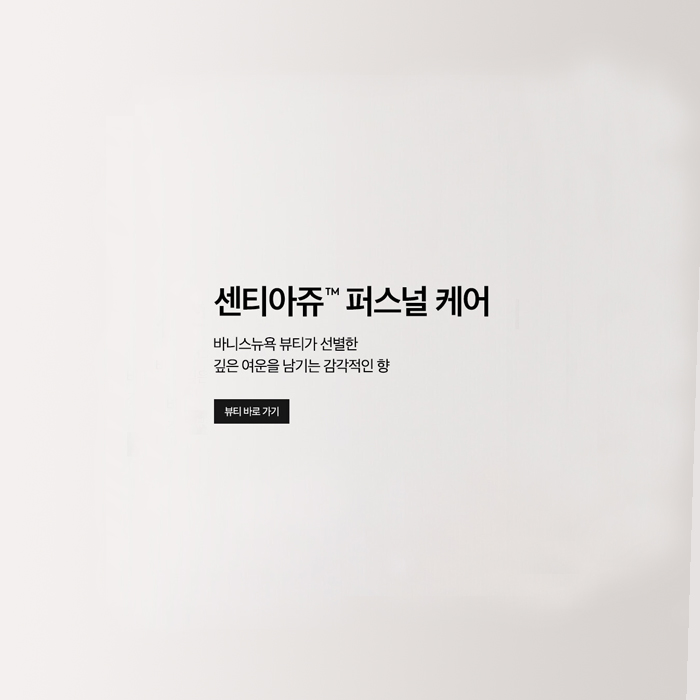 센티아쥬™ 퍼스널 케어
바니스뉴욕 뷰티가 선별한
깊은 여운을 남기는 감각적인 향
뷰티 바로 가기